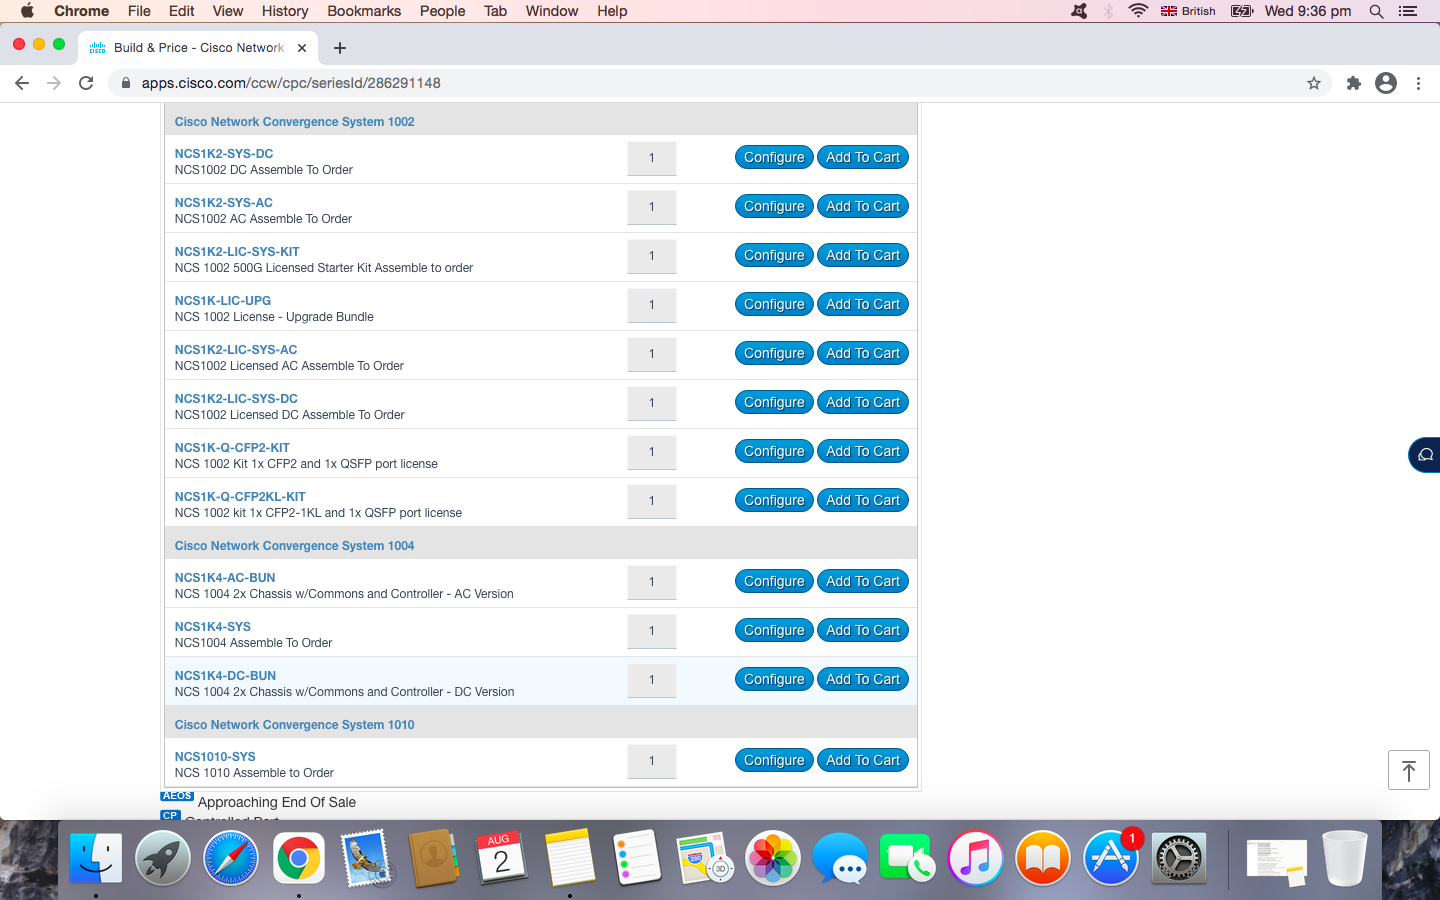 Chrome File Edit View History Bookmarks People Tab Window Help British Wed 9:36 pm
Build & Price - Cisco Network
apps.cisco.com/ccw/cpc/seriesId/286291148
Cisco Network Convergence System 1002
NCS1K2-SYS-DC
NCS1002 DC Assemble To Order
1 Configure Add To Cart
NCS1K2-SYS-AC
NCS1002 AC Assemble To Order
1 Configure Add To Cart
NCS1K2-LIC-SYS-KIT
NCS 1002 500G Licensed Starter Kit Assemble to order
1 Configure Add To Cart
NCS1K-LIC-UPG
NCS 1002 License - Upgrade Bundle
1 Configure Add To Cart
NCS1K2-LIC-SYS-AC
NCS1002 Licensed AC Assemble To Order
1 Configure Add To Cart
NCS1K2-LIC-SYS-DC
NCS1002 Licensed DC Assemble To Order
1 Configure Add To Cart
NCS1K-Q-CFP2-KIT
NCS 1002 Kit 1x CFP2 and 1x QSFP port license
1 Configure Add To Cart
NCS1K-Q-CFP2KL-KIT
NCS 1002 kit 1x CFP2-1KL and 1x QSFP port license
1 Configure Add To Cart
Cisco Network Convergence System 1004
NCS1K4-AC-BUN
NCS 1004 2x Chassis w/Commons and Controller - AC Version
1 Configure Add To Cart
NCS1K4-SYS
NCS1004 Assemble To Order
1 Configure Add To Cart
NCS1K4-DC-BUN
NCS 1004 2x Chassis w/Commons and Controller - DC Version
1 Configure Add To Cart
Cisco Network Convergence System 1010
NCS1010-SYS
NCS 1010 Assemble to Order
1 Configure Add To Cart
AEOS Approaching End Of Sale
CP Controlled Part
AUG
2
280
3D
1